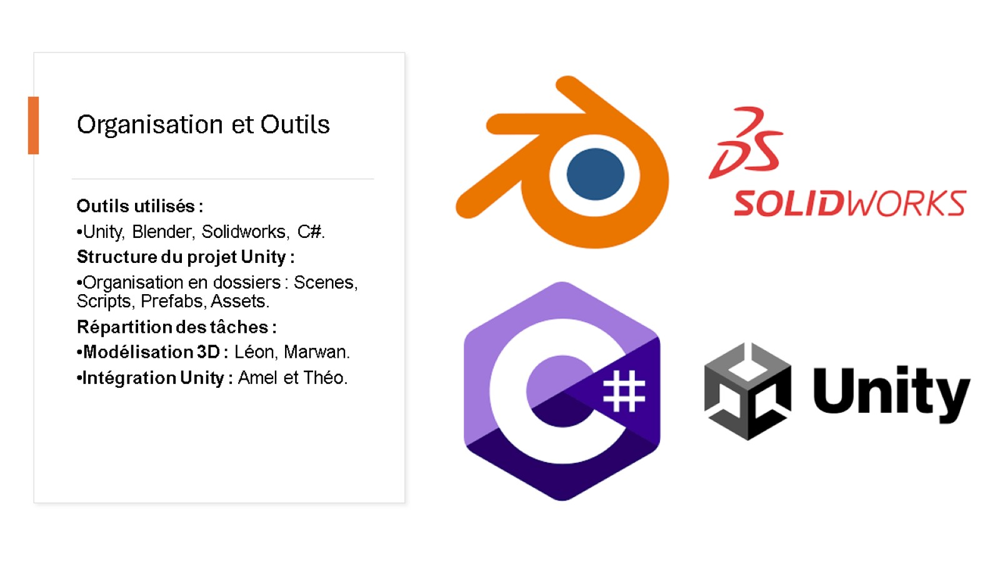 Organisation et Outils
Outils utilisés :
•Unity, Blender, Solidworks, C#.
Structure du projet Unity :
•Organisation en dossiers : Scenes,
Scripts, Prefabs, Assets.
Répartition des tâches :
•Modélisation 3D : Léon, Marwan.
•Intégration Unity : Amel et Théo.
DS
SOLIDWORKS
C#
Unity